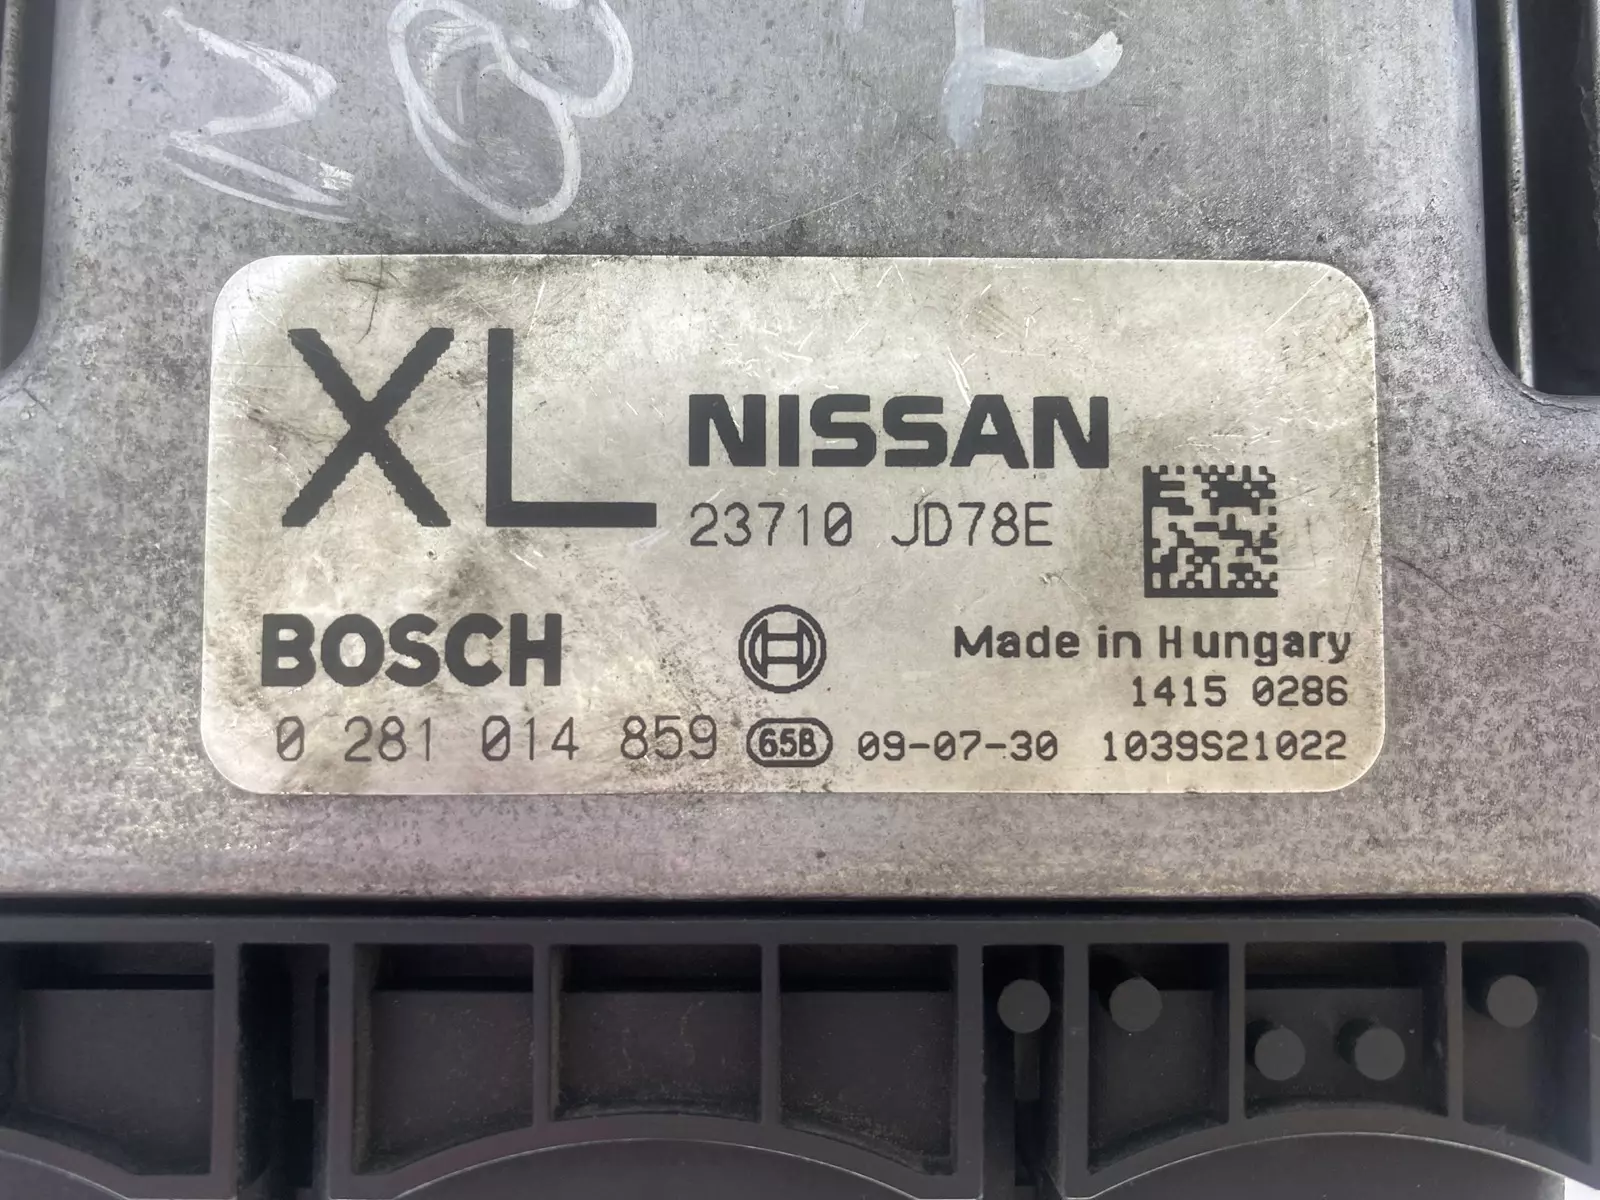 XL
NISSAN
23710 JD78E
BOSCH
Made in Hungary
1415 0286
0 281 014 859 65B 09-07-30 1039S21022